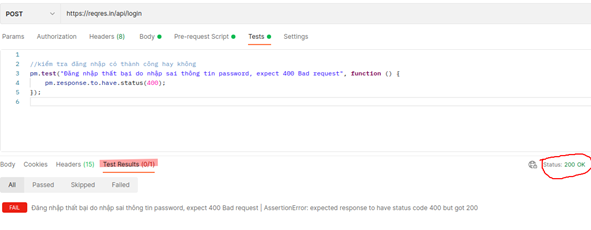 POST https://reqres.in/api/login
Params Authorization Headers (8) Body Pre-request Script Tests Settings
1
2 //kiểm tra đăng nhập có thành công hay không
3 pm.test("Đăng nhập thất bại do nhập sai thông tin password, expect 400 Bad request", function () {
4 pm.response.to.have.status(400);
5 });
6
Body Cookies Headers (15) Test Results (0/1) Status: 200 OK
All Passed Skipped Failed
FAIL Đăng nhập thất bại do nhập sai thông tin password, expect 400 Bad request | AssertionError: expected response to have status code 400 but got 200